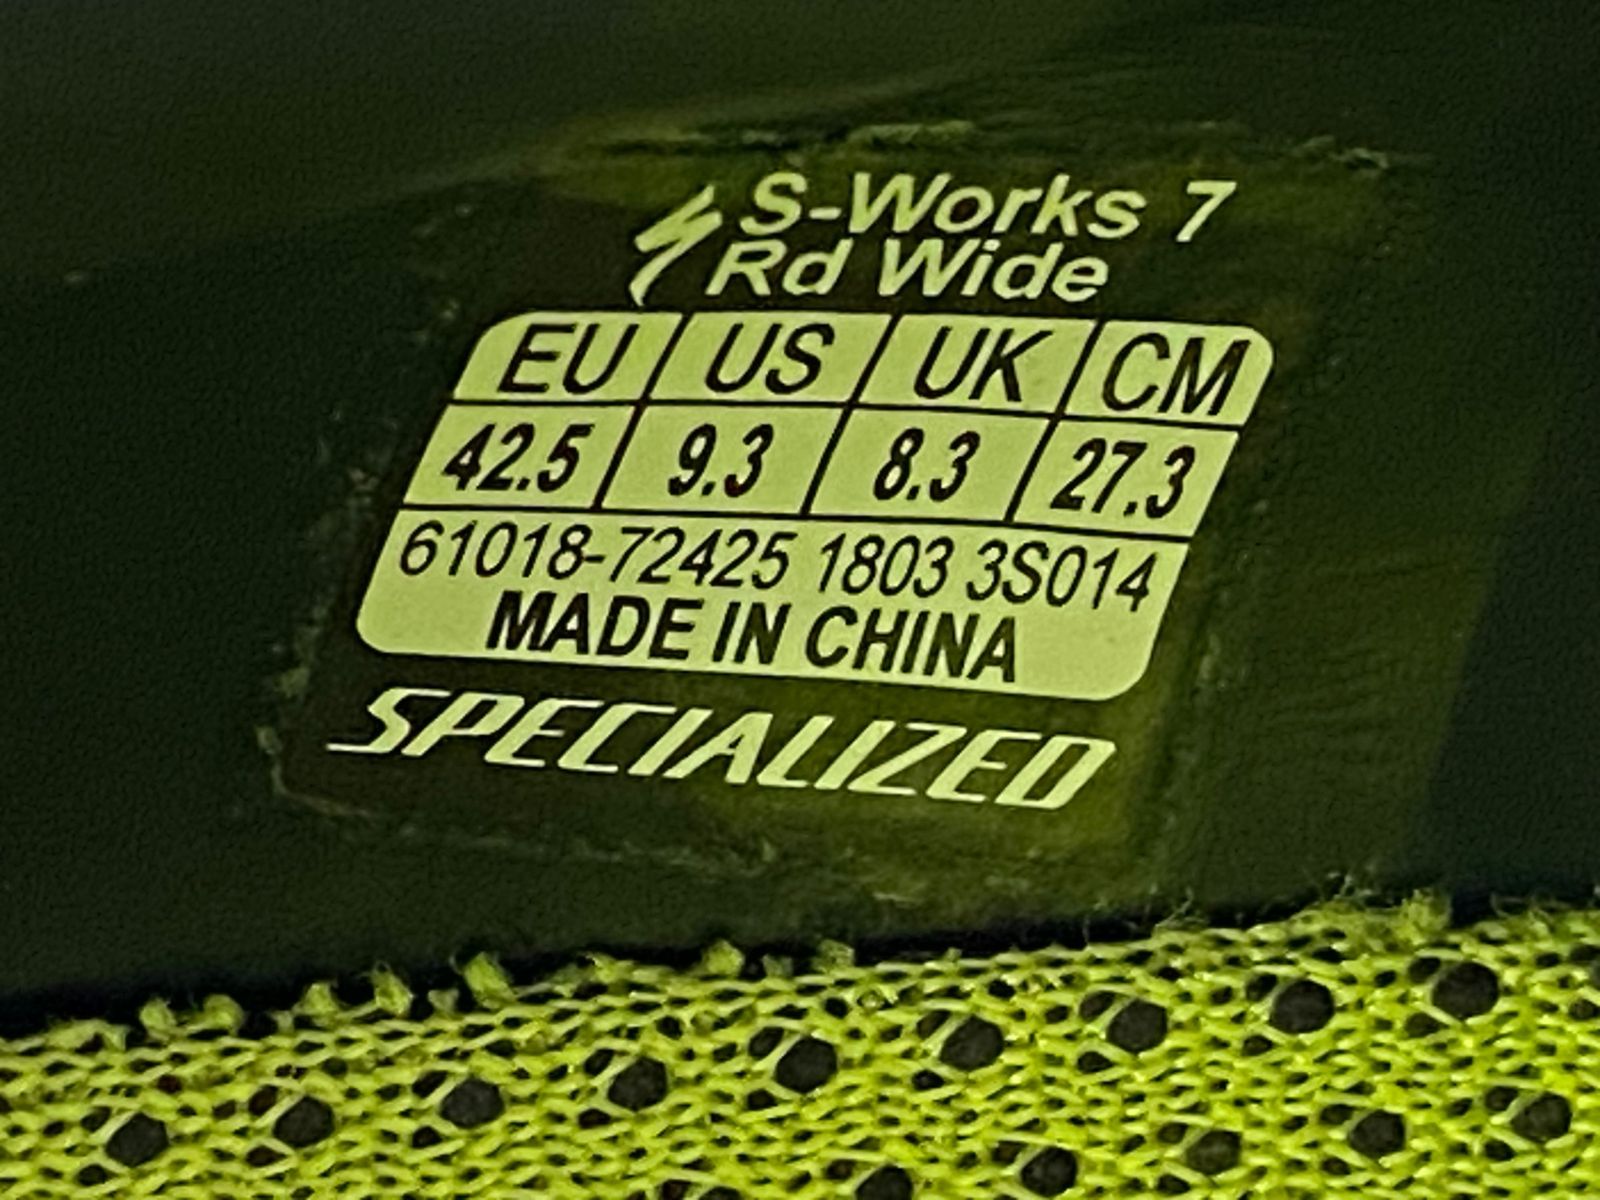 S-Works 7
Rd Wide
EU US UK CM
42.5 9.3 8.3 27.3
61018-72425 1803 3S014
MADE IN CHINA
SPECIALIZED